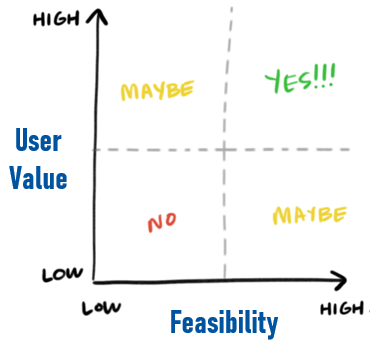 HIGH
MAYBE
YES!!!
User
Value
NO
MAYBE
LOW
LOW
Feasibility
HIGH